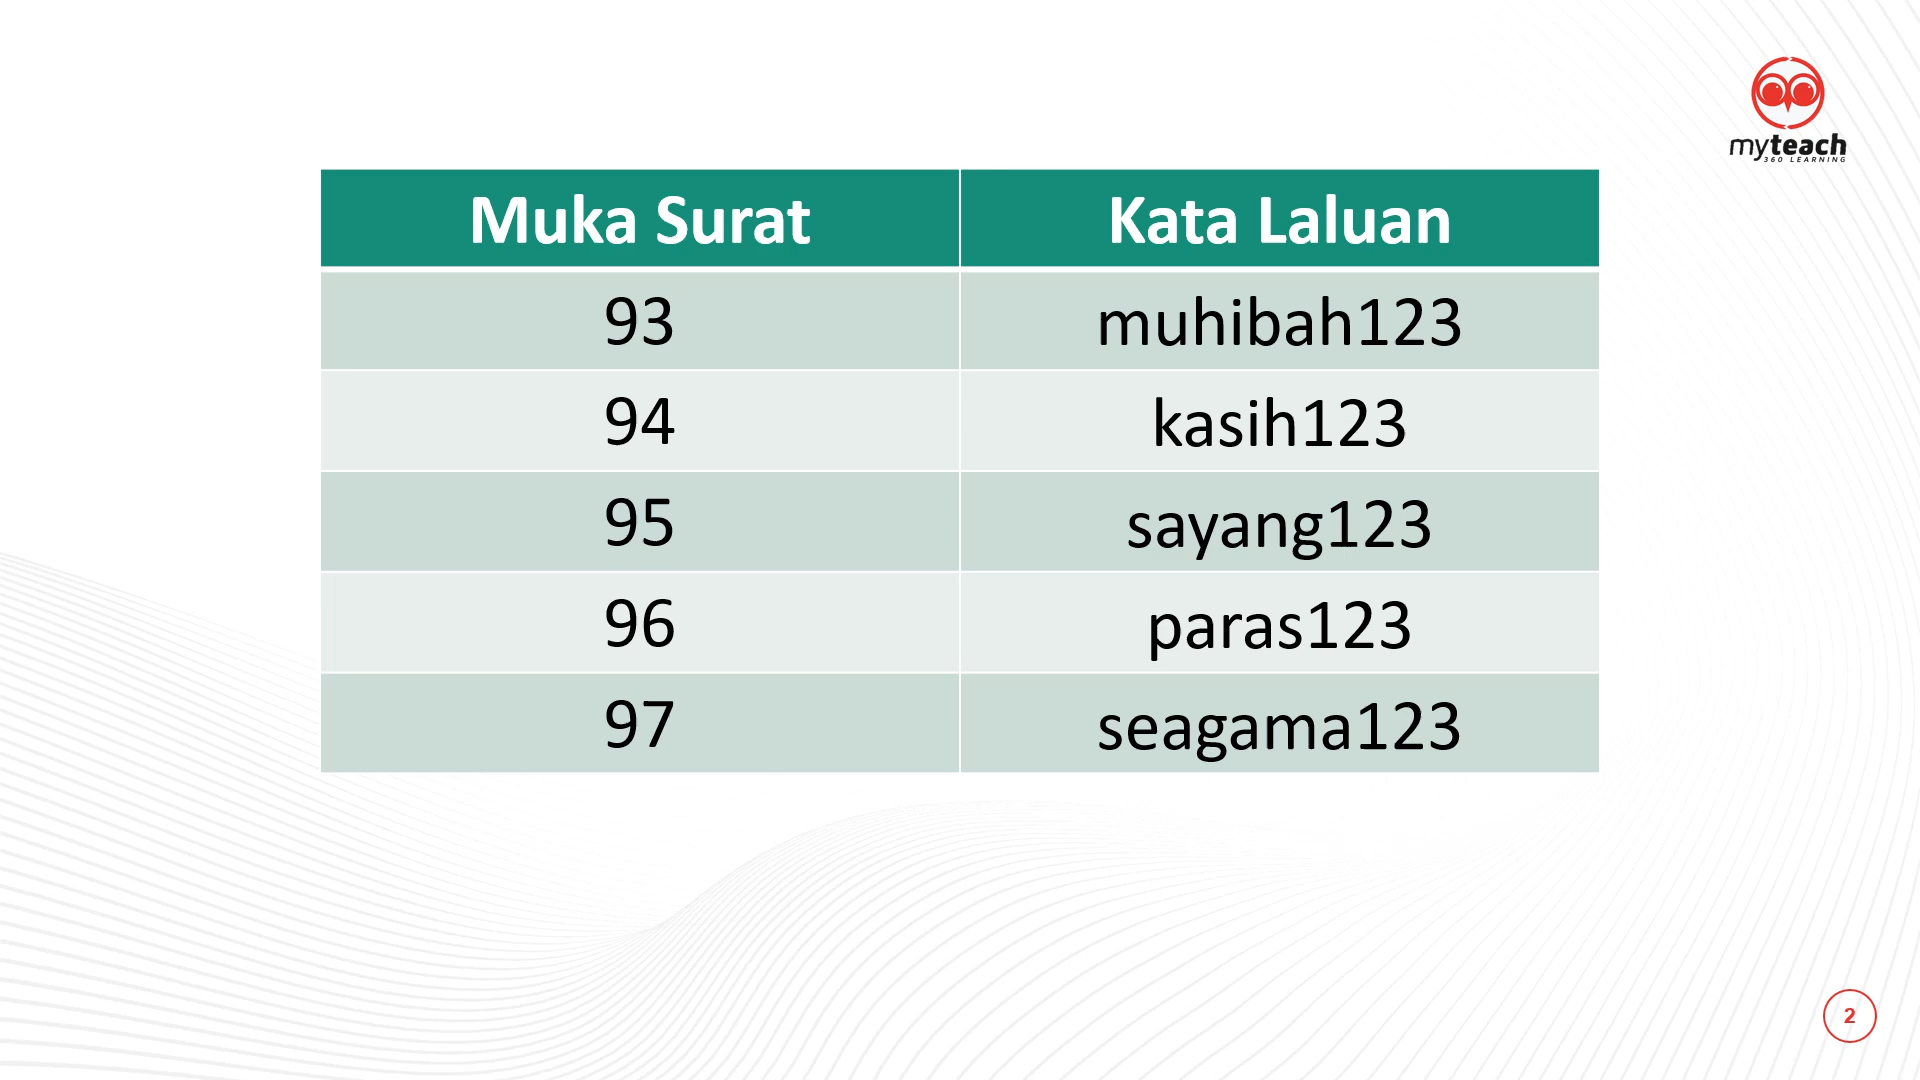 myteach
360 LEARNING
Muka Surat Kata Laluan
93 muhibah123
94 kasih123
95 sayang123
96 paras123
97 seagama123
2